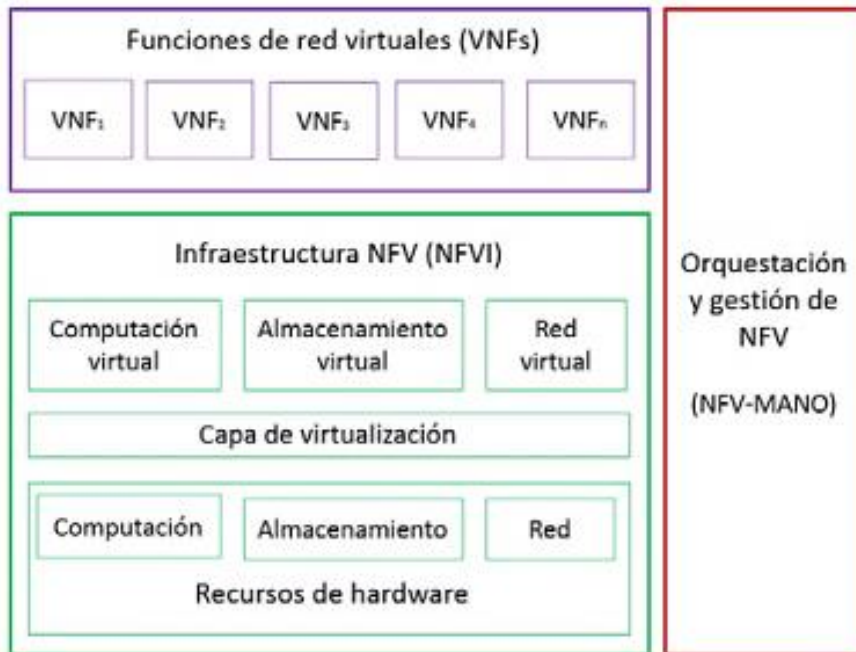 Funciones de red virtuales (VNFs)
VNF₁ VNF₂ VNF₃ VNF₄ VNFₙ
Infraestructura NFV (NFVI)
Computación
virtual
Almacenamiento
virtual
Red
virtual
Capa de virtualización
Computación
Almacenamiento
Red
Recursos de hardware
Orquestación
y gestión de
NFV
(NFV-MANO)